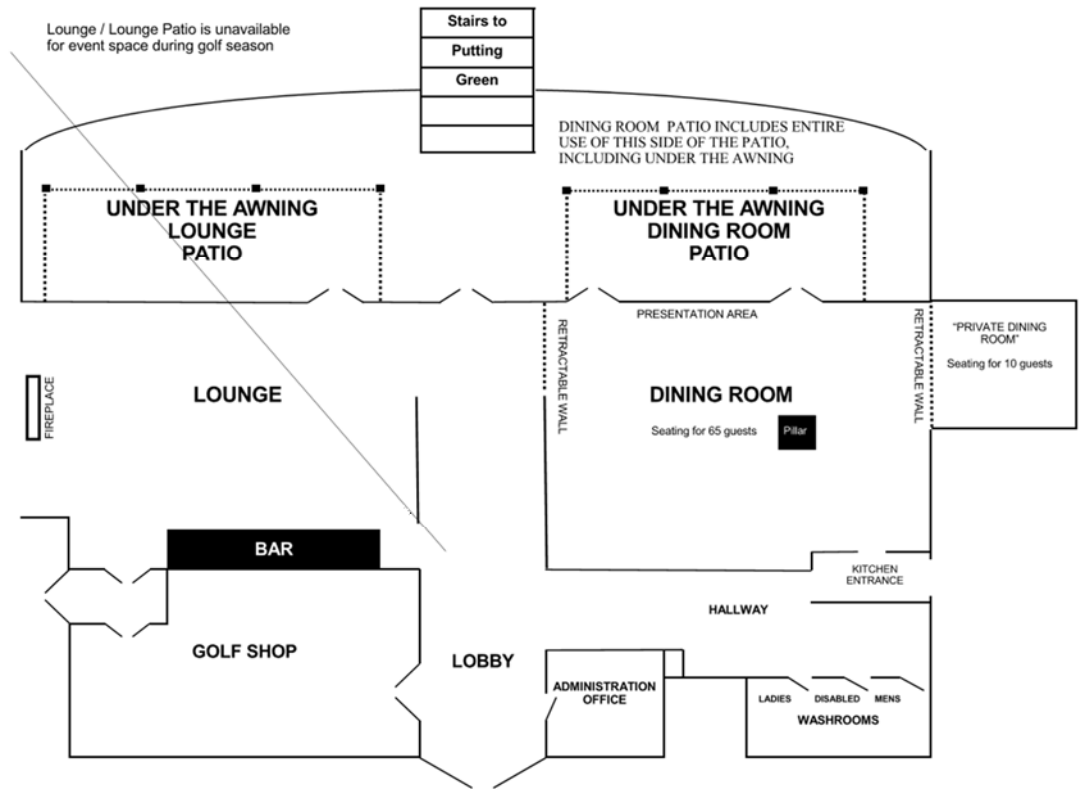 Lounge / Lounge Patio is unavailable
for event space during golf season
Stairs to
Putting
Green
DINING ROOM PATIO INCLUDES ENTIRE
USE OF THIS SIDE OF THE PATIO,
INCLUDING UNDER THE AWNING
UNDER THE AWNING
LOUNGE
PATIO
UNDER THE AWNING
DINING ROOM
PATIO
PRESENTATION AREA
RETRACTABLE WALL
RETRACTABLE WALL
"PRIVATE DINING
ROOM"
Seating for 10 guests
FIREPLACE
LOUNGE
DINING ROOM
Seating for 65 guests
Pillar
BAR
KITCHEN
ENTRANCE
HALLWAY
GOLF SHOP
LOBBY
ADMINISTRATION
OFFICE
LADIES
DISABLED
MENS
WASHROOMS